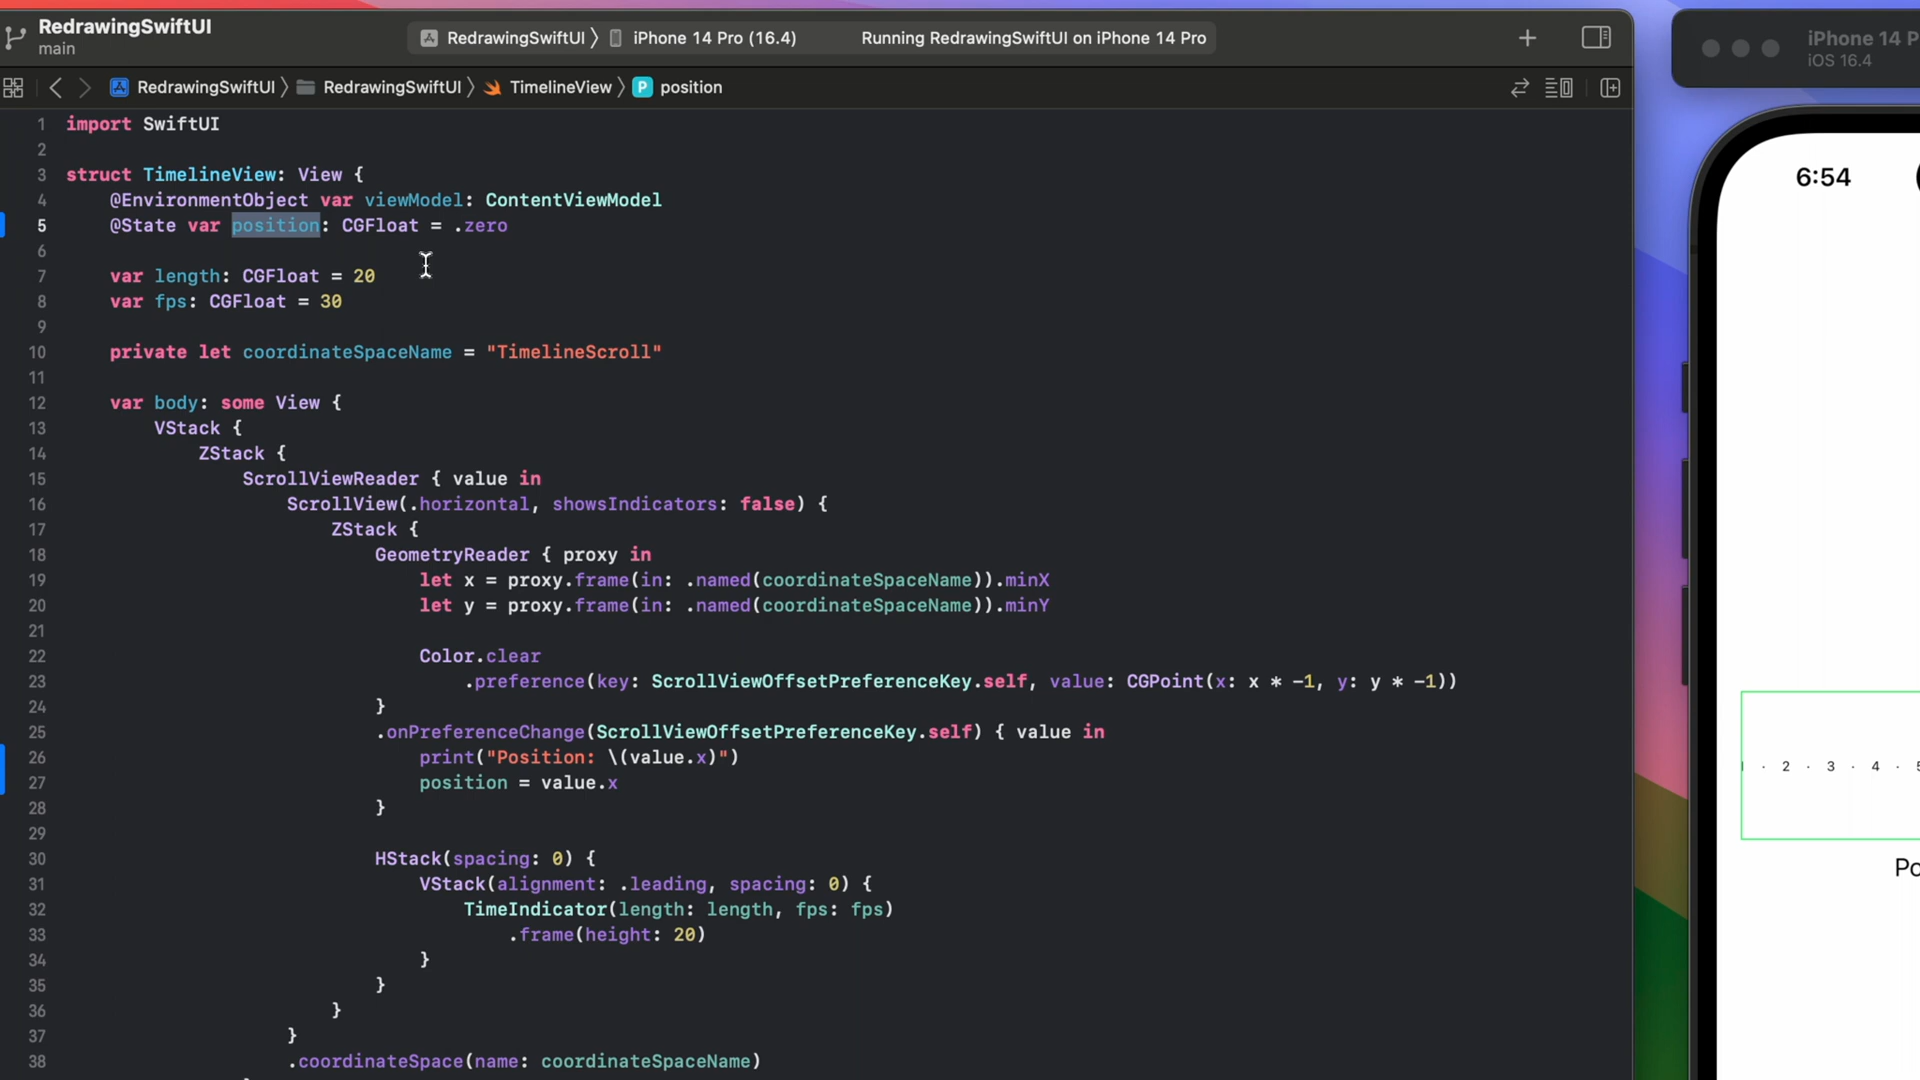 RedrawingSwiftUI
main
RedrawingSwiftUI 〉 iPhone 14 Pro (16.4)
Running RedrawingSwiftUI on iPhone 14 Pro
RedrawingSwiftUI 〉 RedrawingSwiftUI 〉 TimelineView 〉 P position
1 import SwiftUI
2
3 struct TimelineView: View {
4 @EnvironmentObject var viewModel: ContentViewModel
5 @State var position: CGFloat = .zero
6
7 var length: CGFloat = 20
8 var fps: CGFloat = 30
9
10 private let coordinateSpaceName = "TimelineScroll"
11
12 var body: some View {
13 VStack {
14 ZStack {
15 ScrollViewReader { value in
16 ScrollView(.horizontal, showsIndicators: false) {
17 ZStack {
18 GeometryReader { proxy in
19 let x = proxy.frame(in: .named(coordinateSpaceName)).minX
20 let y = proxy.frame(in: .named(coordinateSpaceName)).minY
21
22 Color.clear
23 .preference(key: ScrollViewOffsetPreferenceKey.self, value: CGPoint(x: x * -1, y: y * -1))
24 }
25 .onPreferenceChange(ScrollViewOffsetPreferenceKey.self) { value in
26 print("Position: \(value.x)")
27 position = value.x
28 }
29
30 HStack(spacing: 0) {
31 VStack(alignment: .leading, spacing: 0) {
32 TimeIndicator(length: length, fps: fps)
33 .frame(height: 20)
34 }
35 }
36 }
37 }
38 .coordinateSpace(name: coordinateSpaceName)
iPhone 14 P
iOS 16.4
6:54
· 2 · 3 · 4 · 5
Po